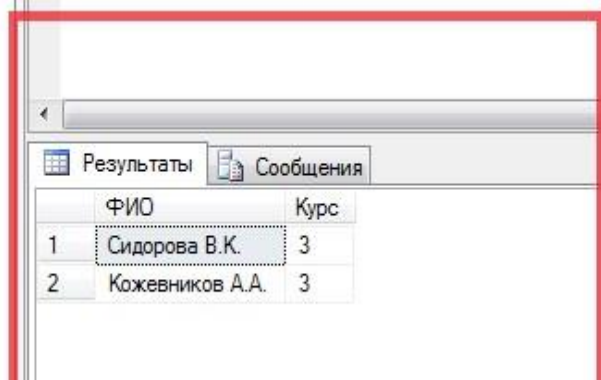 Результаты Сообщения
ФИО Курс
1 Сидорова В.К. 3
2 Кожевников А.А. 3